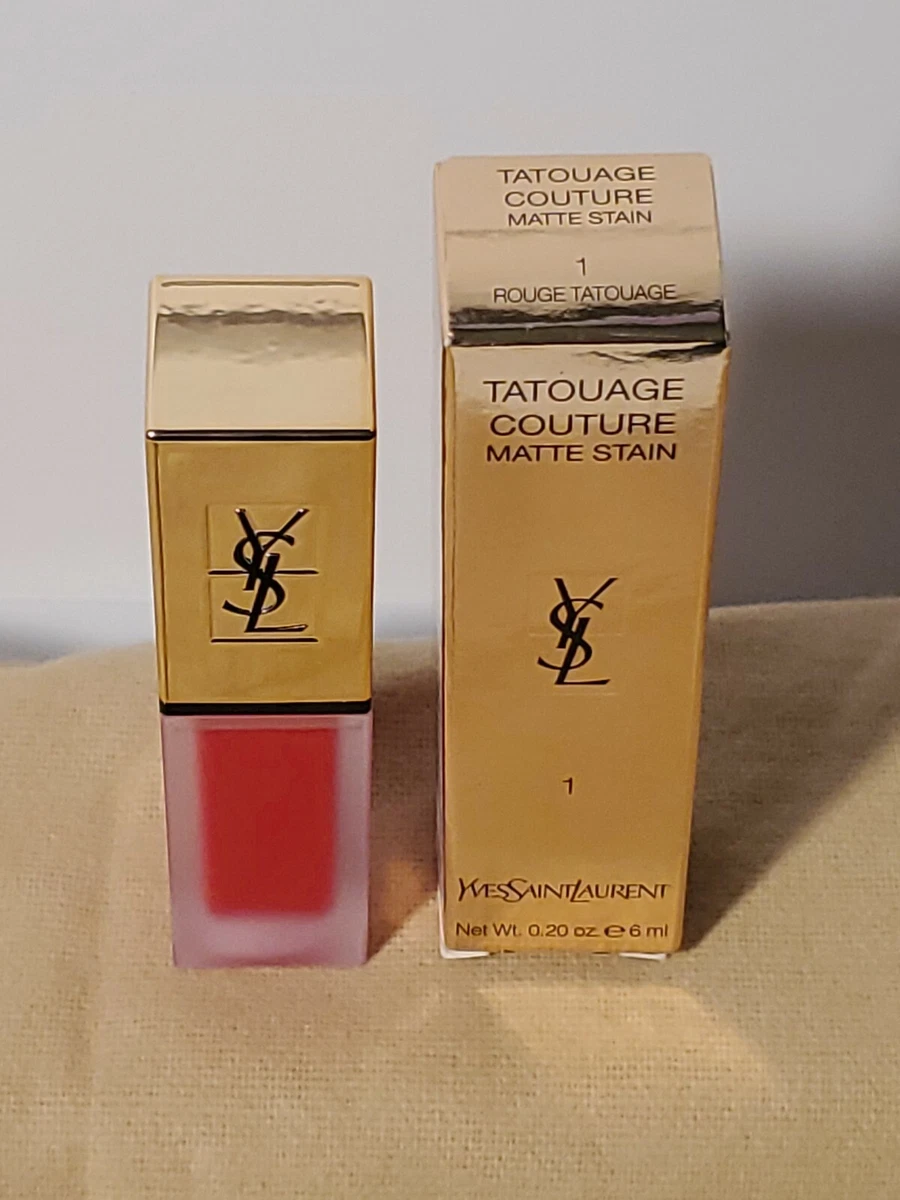 YSL
TATOUAGE
COUTURE
MATTE STAIN
1
ROUGE TATOUAGE
TATOUAGE
COUTURE
MATTE STAIN
YSL
1
YVESSAINTLAURENT
Net Wt. 0.20 oz. ℮ 6 ml